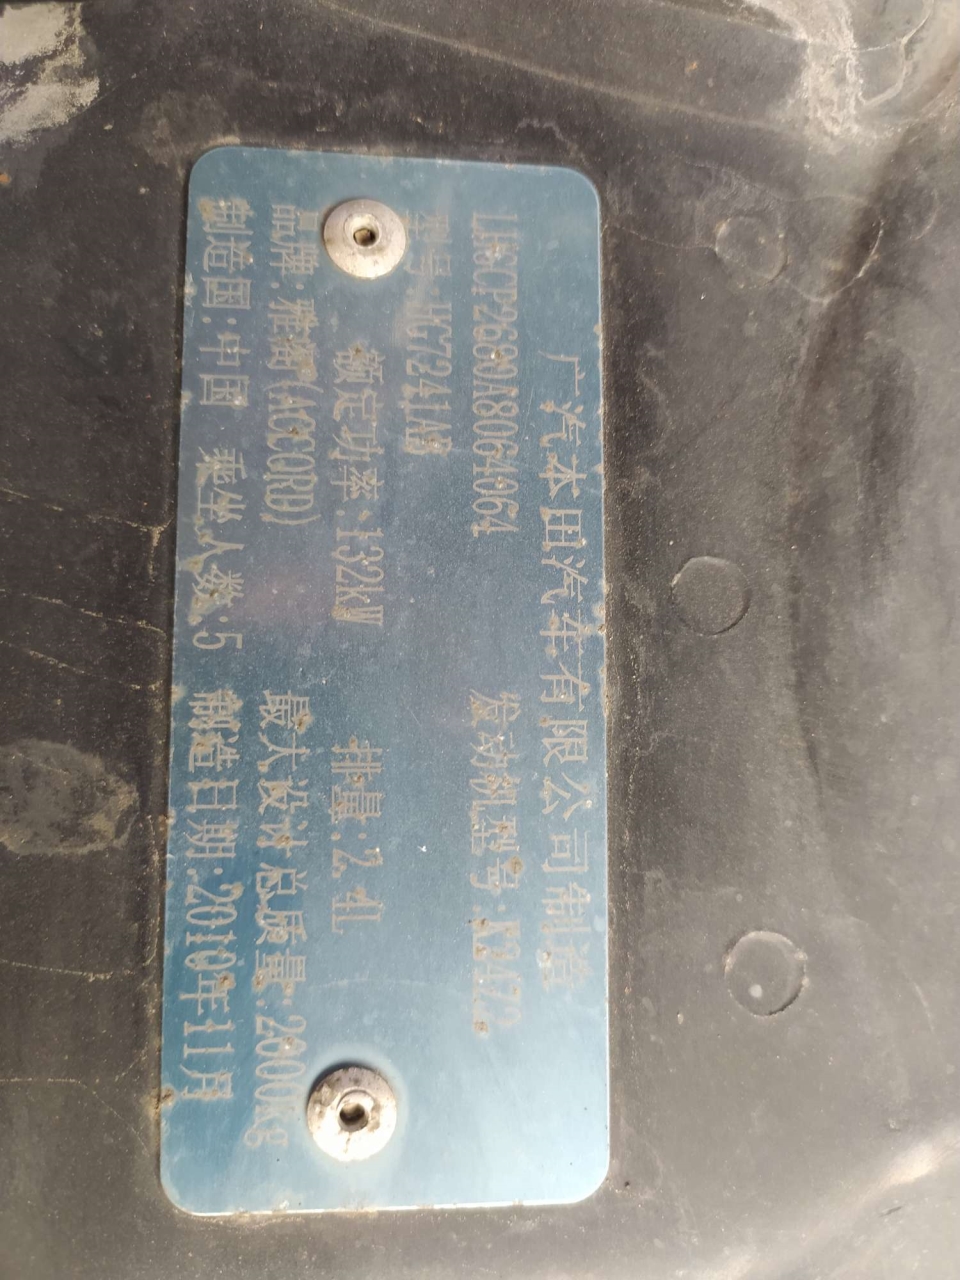 广汽本田汽车有限公司制造
LHGCP2680A8064064 发动机型号:K24Z2
型号:HG7241AB
额定功率:132kW 排量:2.4L
品牌:雅阁(ACCORD) 最大设计总质量:2000kg
制造国:中国 乘坐人数:5 制造日期:2010年11月